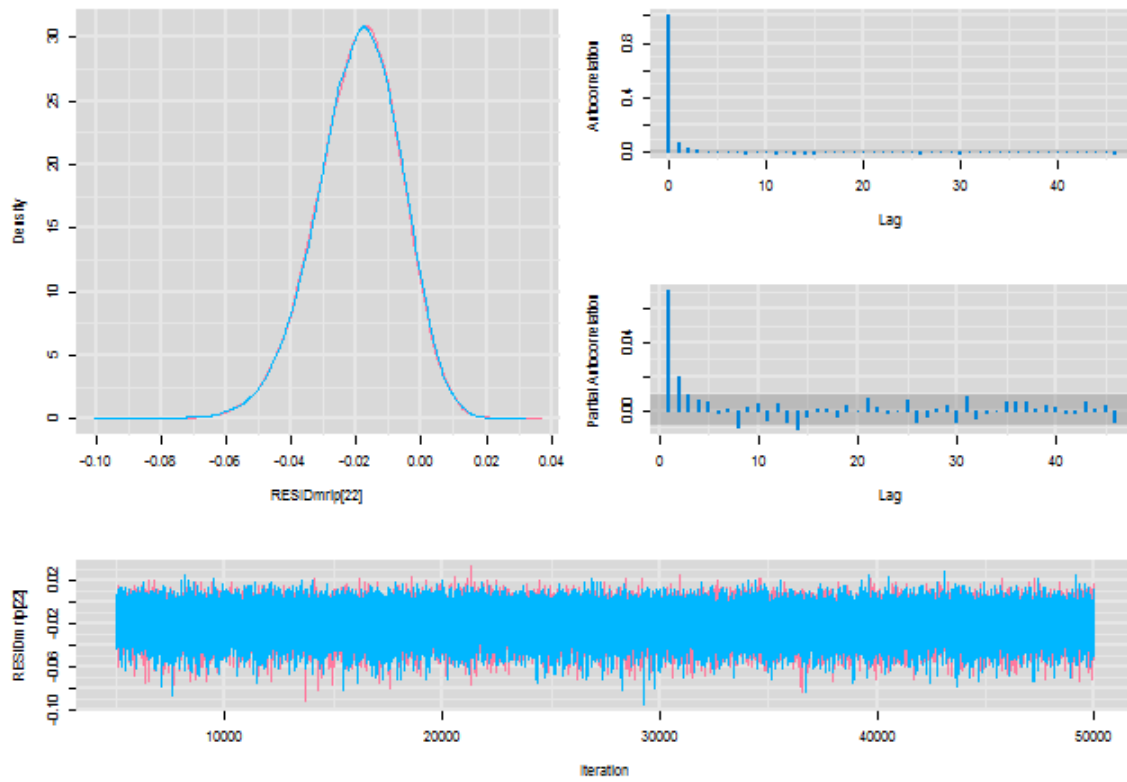 Density
0 5 10 15 20 25 30
−0.10 −0.08 −0.06 −0.04 −0.02 0.00 0.02 0.04
RESIDmrip[22]
Autocorrelation
0.0 0.4 0.8
0 10 20 30 40
Lag
Partial Autocorrelation
0.00 0.04
0 10 20 30 40
Lag
RESIDmrip[22]
−0.10 −0.06 −0.02 0.02
10000 20000 30000 40000 50000
Iteration